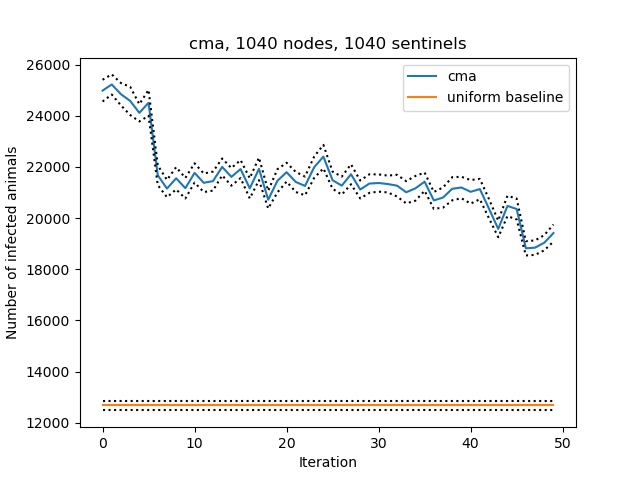 cma, 1040 nodes, 1040 sentinels
cma
uniform baseline
Number of infected animals
26000
24000
22000
20000
18000
16000
14000
12000
0 10 20 30 40 50
Iteration